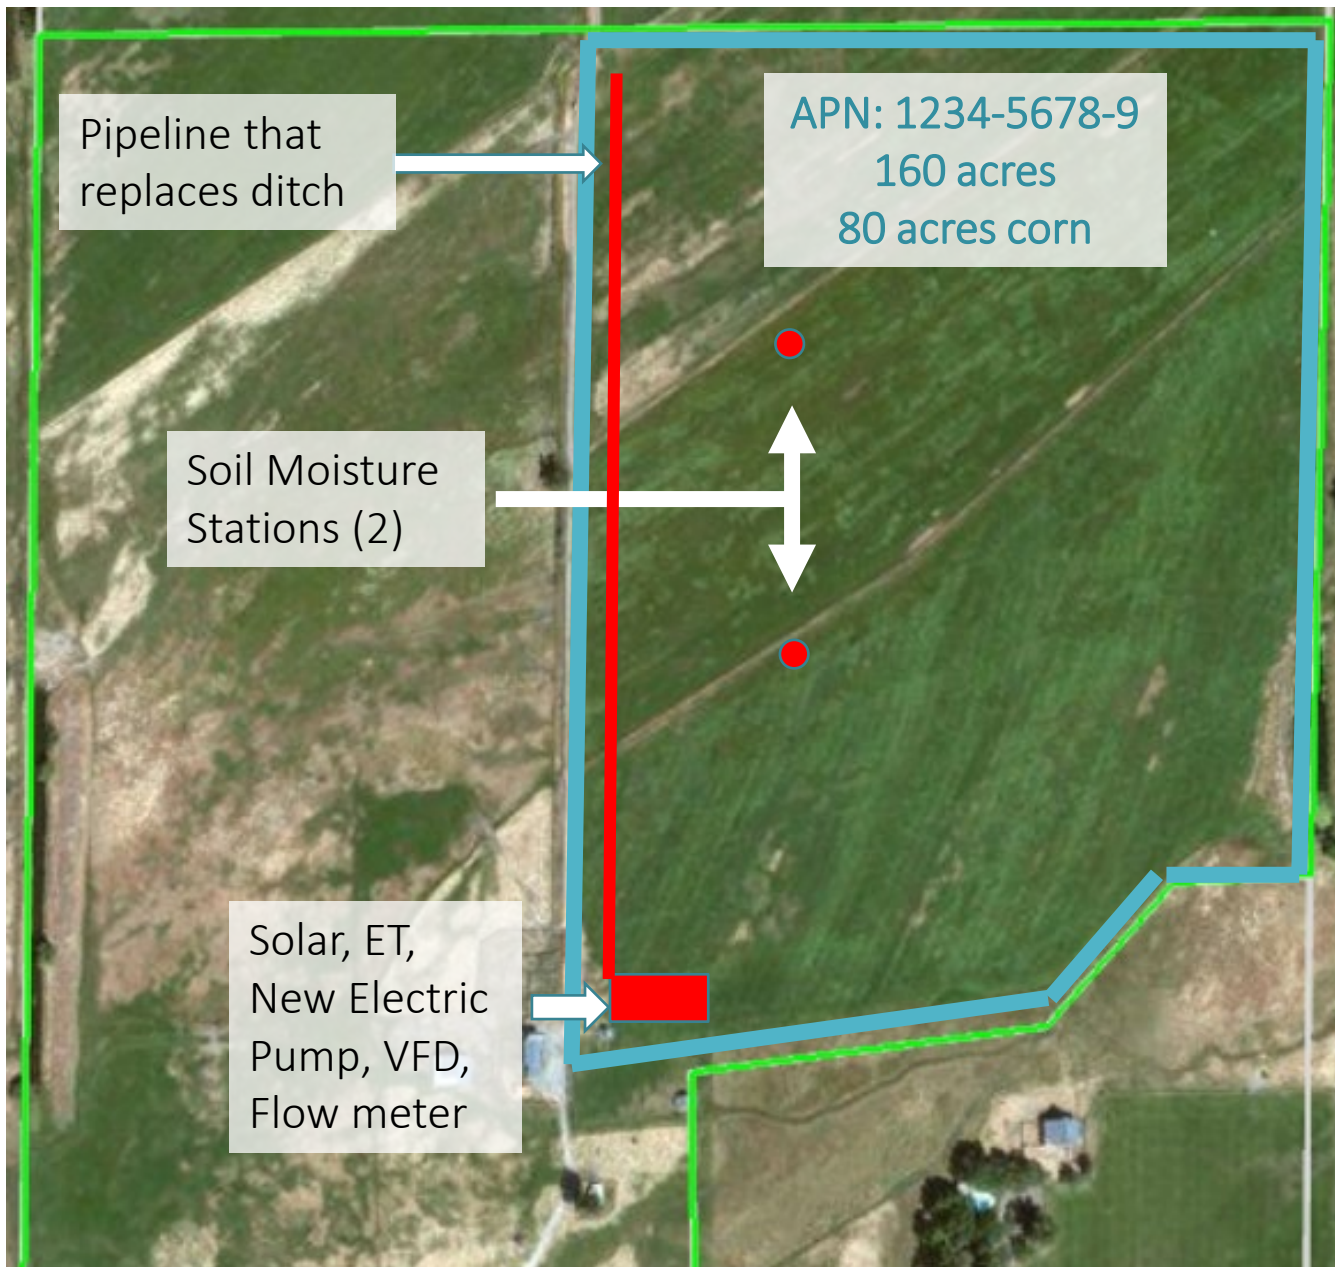 Pipeline that
replaces ditch
APN: 1234-5678-9
160 acres
80 acres corn
Soil Moisture
Stations (2)
Solar, ET,
New Electric
Pump, VFD,
Flow meter